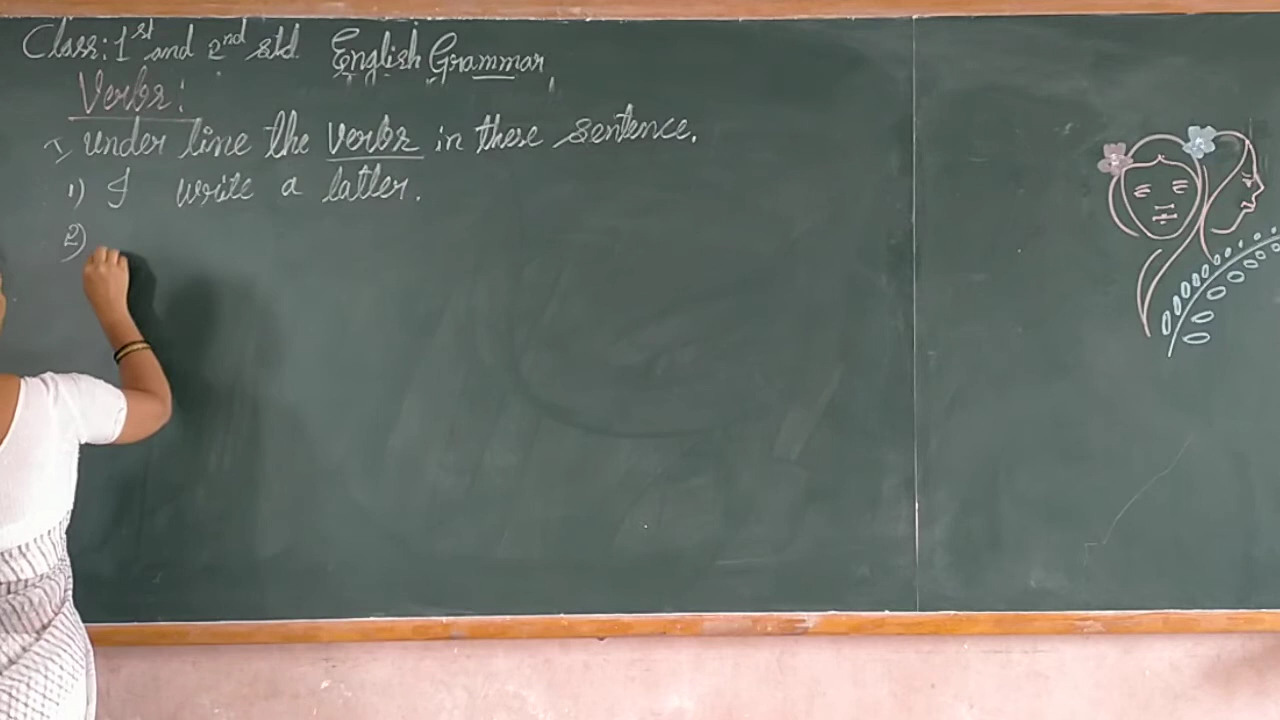 Class: 1st and 2nd std. English Grammar,
Verbs:
I, under line the verbs in these sentence.
1) I write a latter.
2)